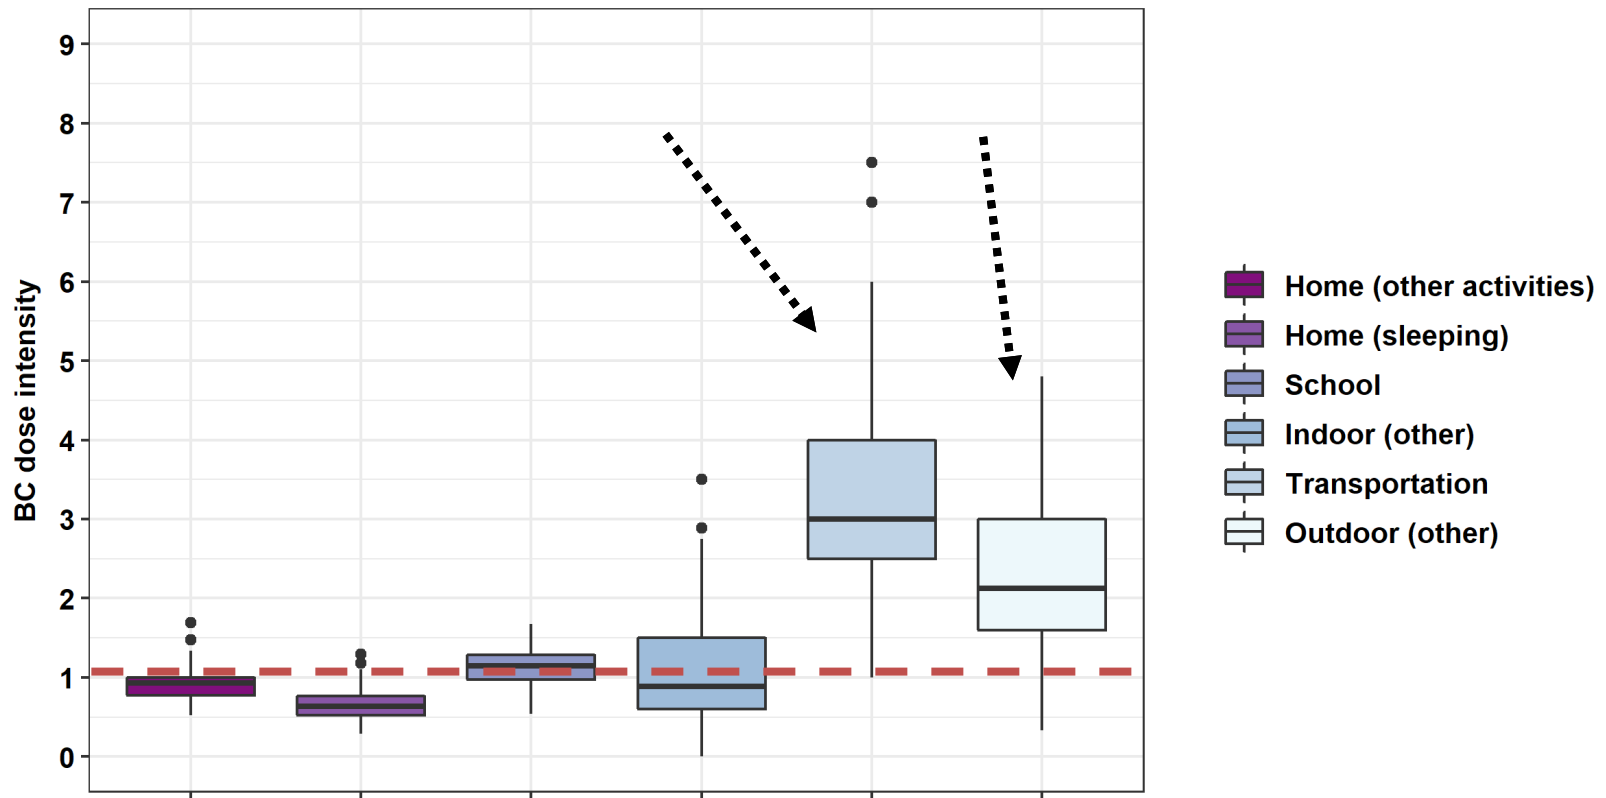 9
8
7
6
5
4
3
2
1
0
BC dose intensity
Home (other activities)
Home (sleeping)
School
Indoor (other)
Transportation
Outdoor (other)